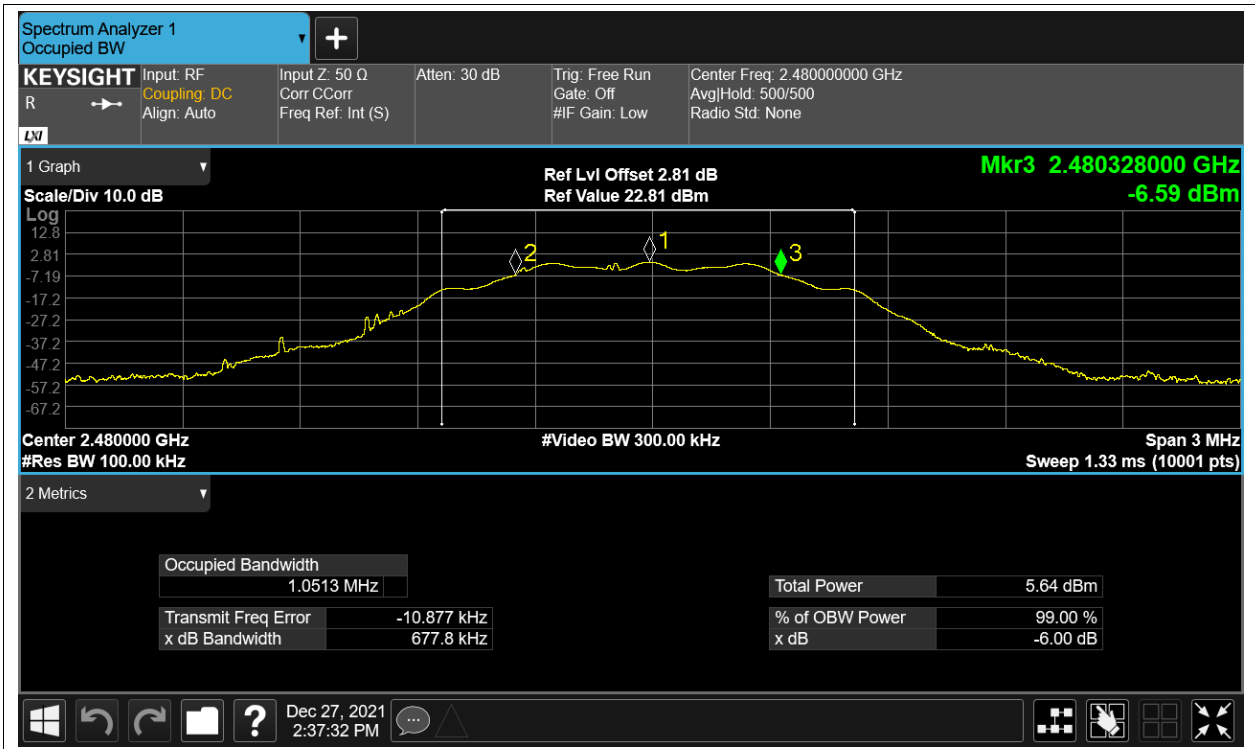 Spectrum Analyzer 1
Occupied BW
KEYSIGHT
R
LXI
Input: RF
Coupling: DC
Align: Auto
Input Z: 50 Ω
Corr CCorr
Freq Ref: Int (S)
Atten: 30 dB
Trig: Free Run
Gate: Off
#IF Gain: Low
Center Freq: 2.480000000 GHz
Avg|Hold: 500/500
Radio Std: None
1 Graph
Scale/Div 10.0 dB
Ref Lvl Offset 2.81 dB
Ref Value 22.81 dBm
Mkr3 2.480328000 GHz
-6.59 dBm
Log
12.8
2.81
-7.19
-17.2
-27.2
-37.2
-47.2
-57.2
-67.2
2
1
3
Center 2.480000 GHz
#Video BW 300.00 kHz
Span 3 MHz
#Res BW 100.00 kHz
Sweep 1.33 ms (10001 pts)
2 Metrics
Occupied Bandwidth
1.0513 MHz
Total Power 5.64 dBm
Transmit Freq Error -10.877 kHz
% of OBW Power 99.00 %
x dB Bandwidth 677.8 kHz
x dB -6.00 dB
?
Dec 27, 2021
2:37:32 PM